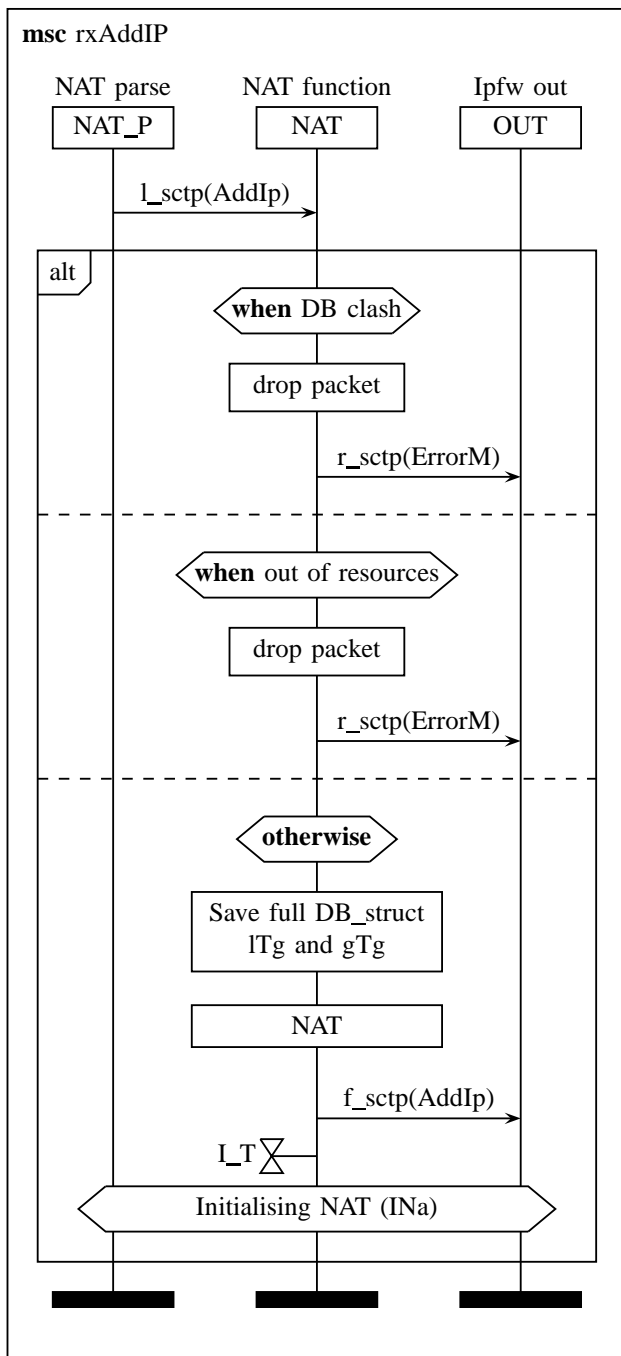 msc rxAddIP
NAT parse NAT function Ipfw out
NAT_P NAT OUT
l_sctp(AddIp)
alt
when DB clash
drop packet
r_sctp(ErrorM)
when out of resources
drop packet
r_sctp(ErrorM)
otherwise
Save full DB_struct
lTg and gTg
NAT
f_sctp(AddIp)
I_T
Initialising NAT (INa)